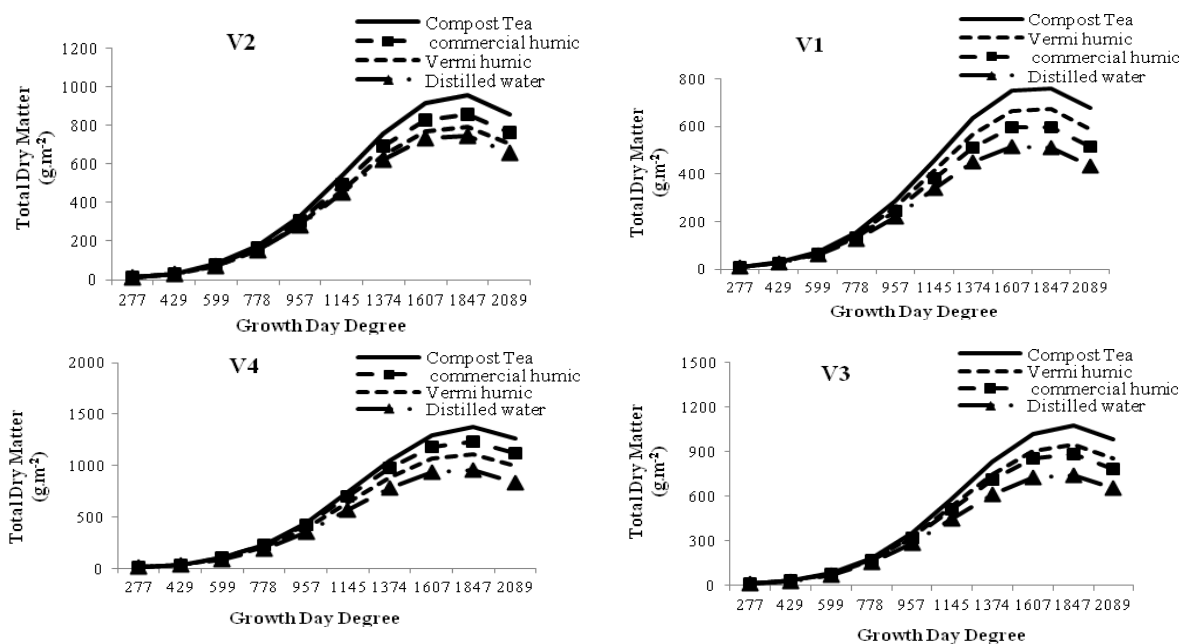 V2
Compost Tea
commercial humic
Vermi humic
Distilled water
1200
1000
800
600
400
200
0
Total Dry Matter
(g.m-2)
277 429 599 778 957 1145 1374 1607 1847 2089
Growth Day Degree
V1
Compost Tea
Vermi humic
commercial humic
Distilled water
800
600
400
200
0
Total Dry Matter
(g.m-2)
277 429 599 778 957 1145 1374 1607 1847 2089
Growth Day Degree
V4
Compost Tea
commercial humic
Vermi humic
Distilled water
2000
1500
1000
500
0
Total Dry Matter
(g.m-2)
277 429 599 778 957 1145 1374 1607 1847 2089
Growth Day Degree
V3
Compost Tea
Vermi humic
commercial humic
Distilled water
1500
1200
900
600
300
0
Total Dry Matter
(g.m-2)
277 429 599 778 957 1145 1374 1607 1847 2089
Growth Day Degree